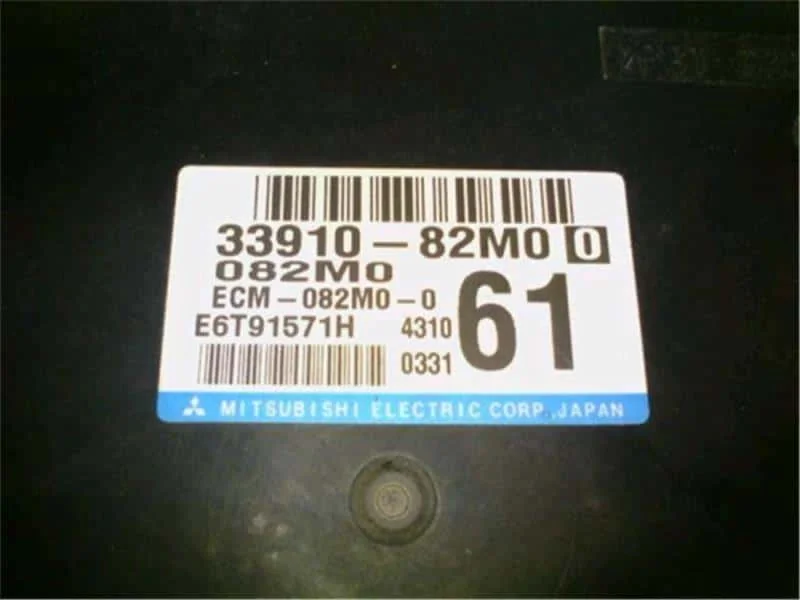 33910-82M0 0
082M0
ECM-082M0-0
61
E6T91571H 4310
0331
MITSUBISHI ELECTRIC CORP. JAPAN